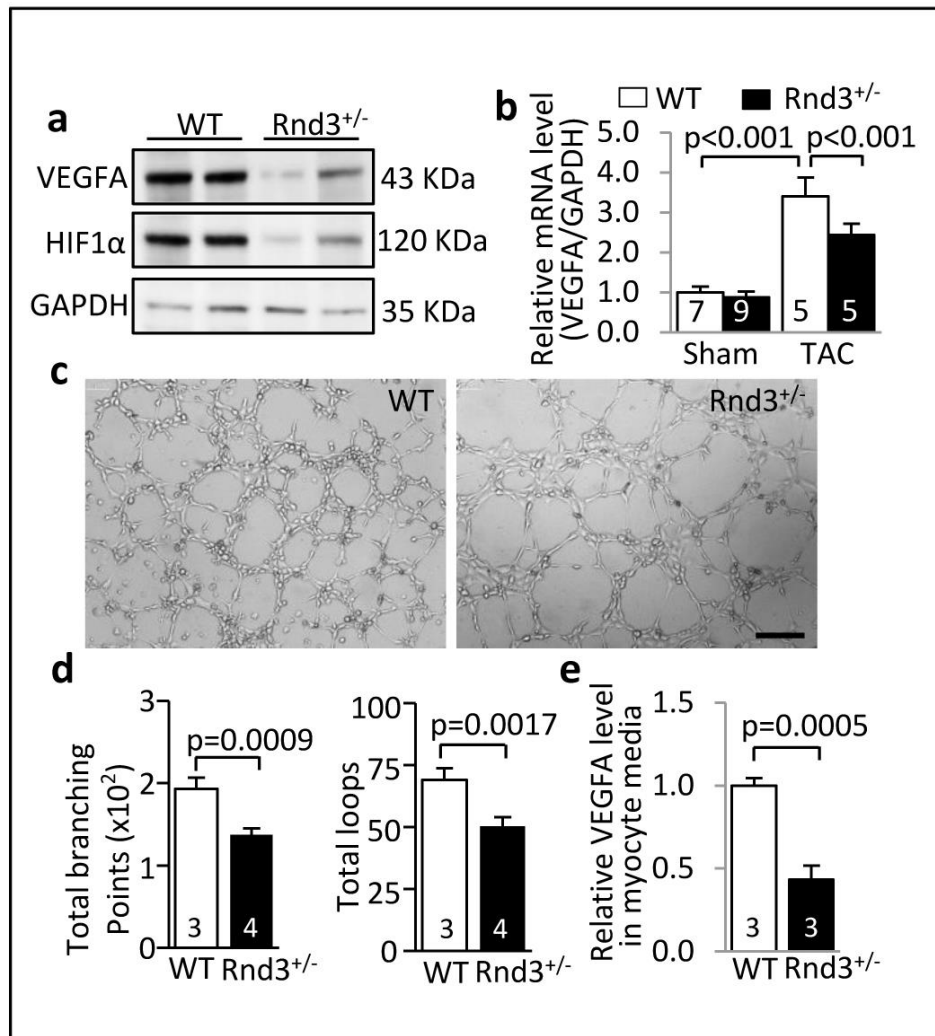 a
WT Rnd3+/-
VEGFA 43 KDa
HIF1α 120 KDa
GAPDH 35 KDa
b
WT Rnd3+/-
Relative mRNA level
(VEGFA/GAPDH)
5.0
4.0
3.0
2.0
1.0
0.0
p<0.001 p<0.001
7 9 5 5
Sham TAC
c
WT
Rnd3+/-
d
Total branching
Points (x10²)
3
2
1
0
p=0.0009
3 4
WT Rnd3+/-
Total loops
100
75
50
25
0
p=0.0017
3 4
WT Rnd3+/-
e
Relative VEGFA level
in myocyte media
1.5
1.0
0.5
0.0
p=0.0005
3 3
WT Rnd3+/-